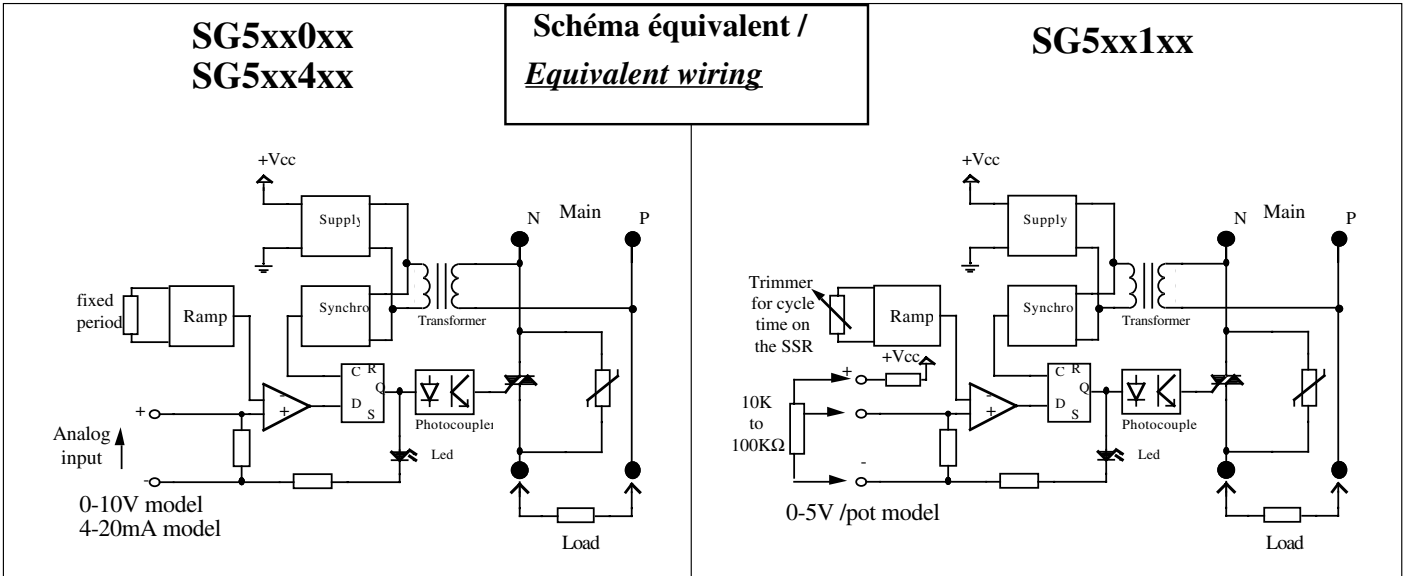 SG5xx0xx
SG5xx4xx
Schéma équivalent /
Equivalent wiring
SG5xx1xx
+Vcc
Supply
N
Main
P
fixed
period
Ramp
Synchro
Transformer
C
R
Q
D
S
-
+
Photocoupler
Led
+
Analog
input
-
0-10V model
4-20mA model
Load
+Vcc
Supply
N
Main
P
Trimmer
for cycle
time on
the SSR
Ramp
Synchro
Transformer
+Vcc
+
C
R
Q
D
S
-
+
Photocouple
10K
to
100KΩ
Led
-
0-5V /pot model
Load